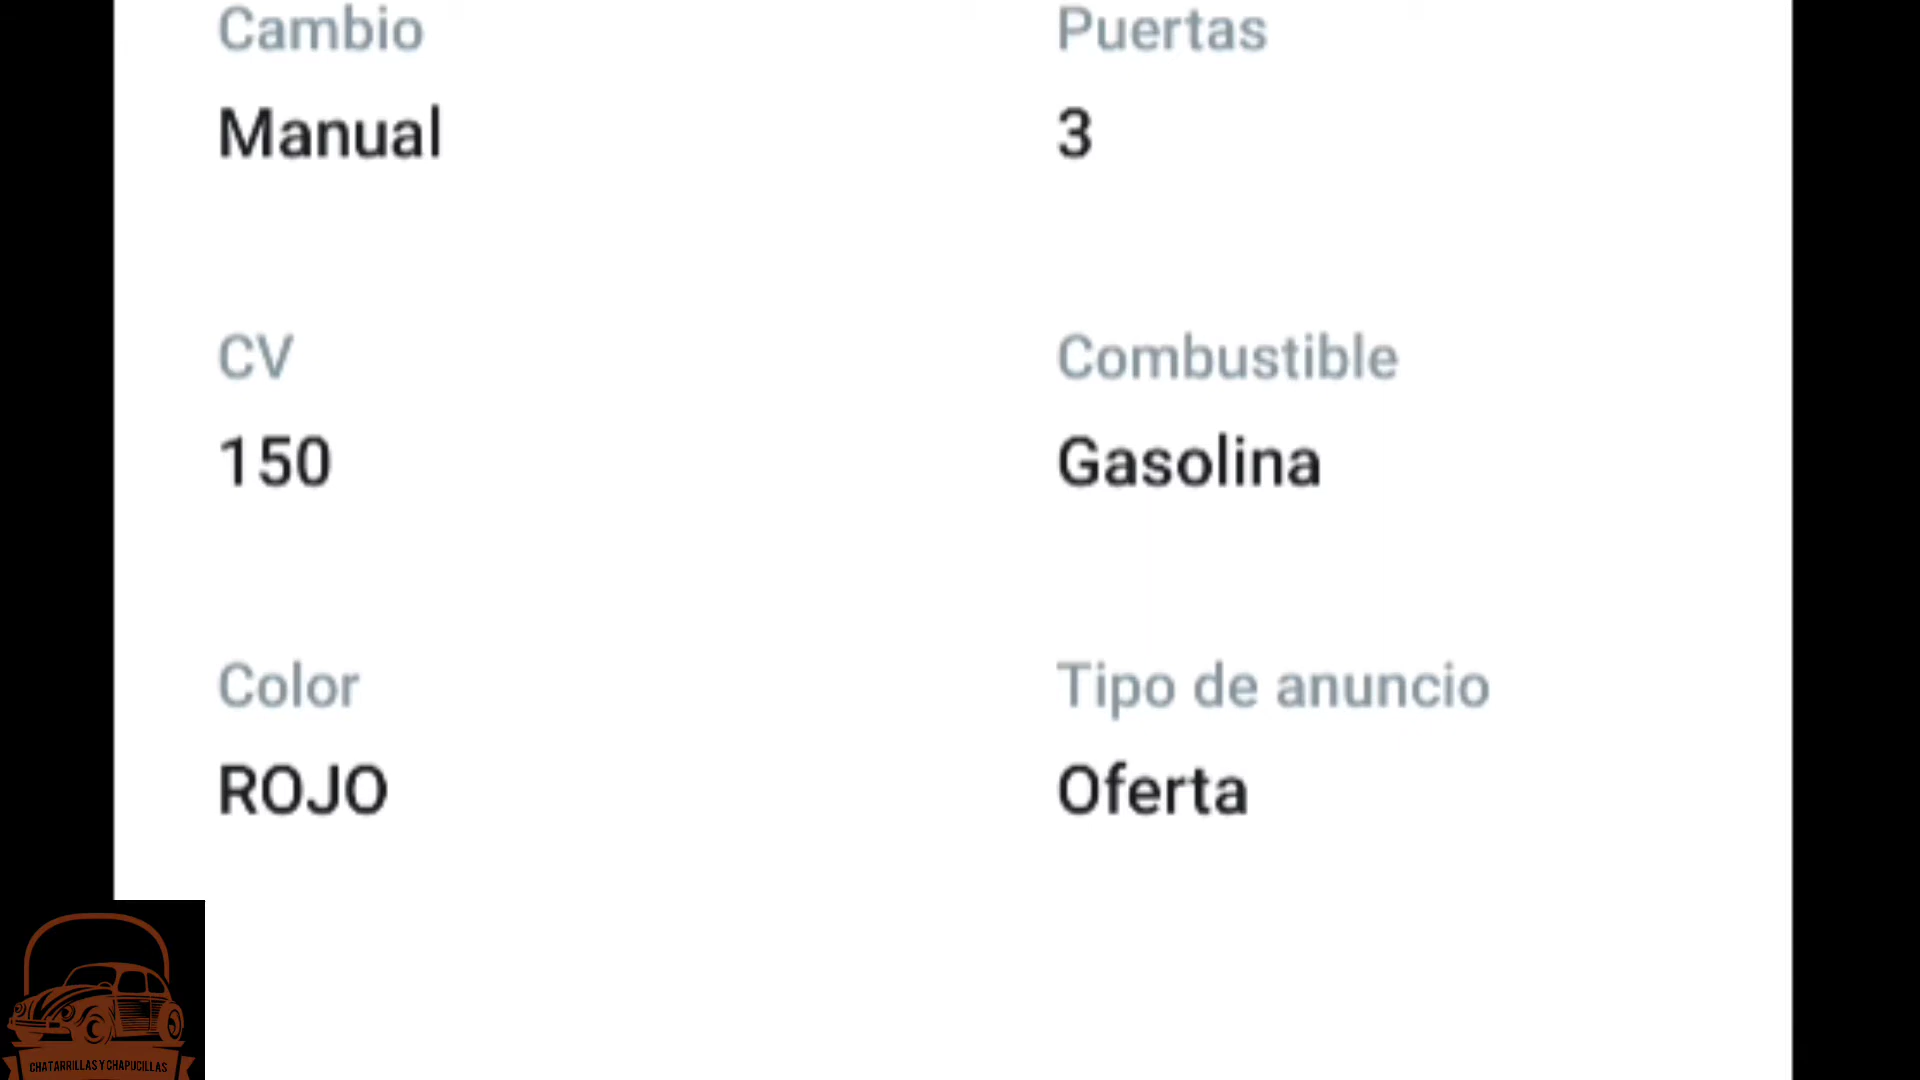 Cambio
Puertas
Manual
3
CV
Combustible
150
Gasolina
Color
Tipo de anuncio
ROJO
Oferta
CHATARRILLAS Y CHAPUCILLAS